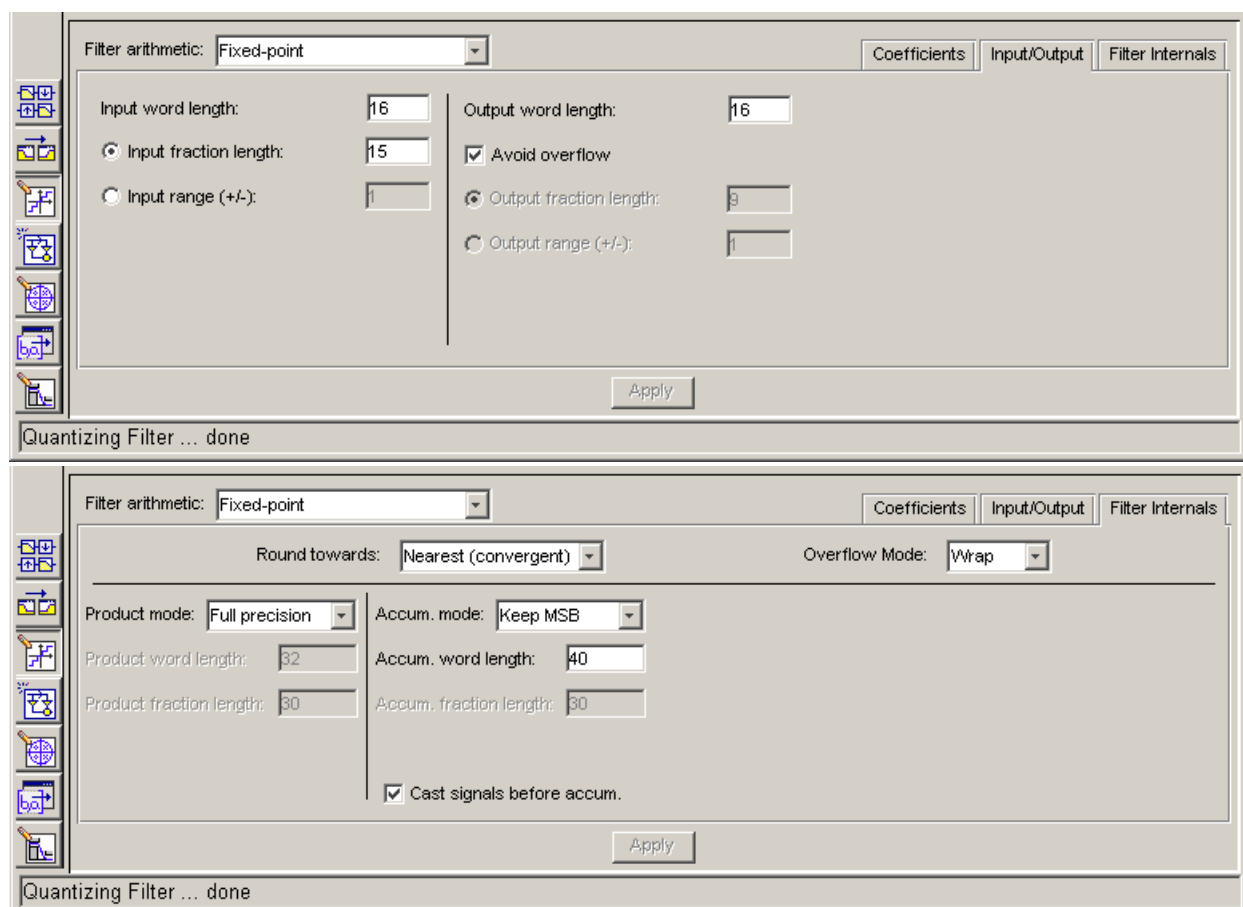 Filter arithmetic: Fixed-point
Coefficients Input/Output Filter Internals
Input word length: 16 Output word length: 16
Input fraction length: 15 Avoid overflow
Input range (+/-): 1 Output fraction length: 9
Output range (+/-): 1
Apply
Quantizing Filter ... done
Filter arithmetic: Fixed-point
Coefficients Input/Output Filter Internals
Round towards: Nearest (convergent) Overflow Mode: Wrap
Product mode: Full precision Accum. mode: Keep MSB
Product word length: 32 Accum. word length: 40
Product fraction length: 30 Accum. fraction length: 30
Cast signals before accum.
Apply
Quantizing Filter ... done